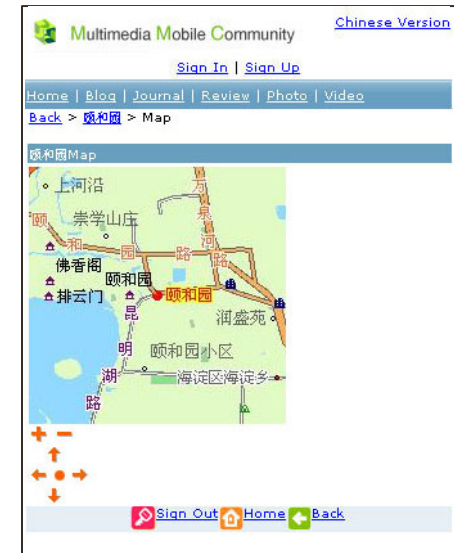 Chinese Version
Multimedia Mobile Community
Sign In | Sign Up
Home | Blog | Journal | Review | Photo | Video
Back > 颐和园 > Map
颐和园Map
上河沿
万泉河路
颐和园路
崇学山庄
佛香阁
颐和园
排云门
颐和园
昆明湖路
润盛苑
颐和园小区
海淀区海淀乡
Sign Out Home Back